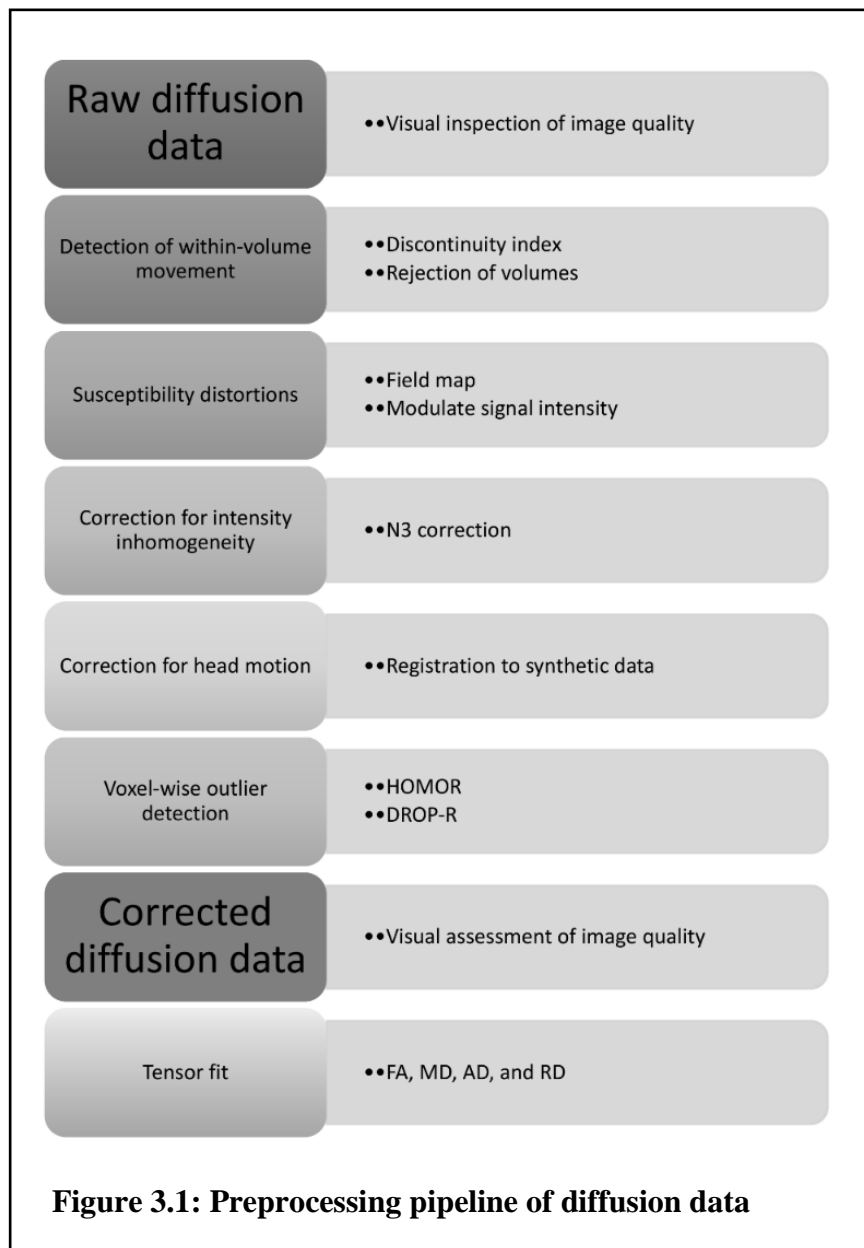 Raw diffusion
data
••Visual inspection of image quality
Detection of within-volume
movement
••Discontinuity index
••Rejection of volumes
Susceptibility distortions
••Field map
••Modulate signal intensity
Correction for intensity
inhomogeneity
••N3 correction
Correction for head motion
••Registration to synthetic data
Voxel-wise outlier
detection
••HOMOR
••DROP-R
Corrected
diffusion data
••Visual assessment of image quality
Tensor fit
••FA, MD, AD, and RD
Figure 3.1: Preprocessing pipeline of diffusion data